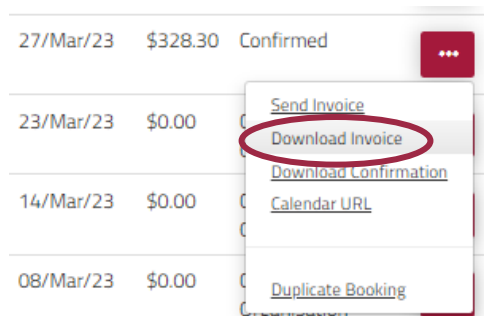 27/Mar/23 $328.30 Confirmed
Send Invoice
23/Mar/23 $0.00
Download Invoice
Download Confirmation
14/Mar/23 $0.00
Calendar URL
08/Mar/23 $0.00
Duplicate Booking